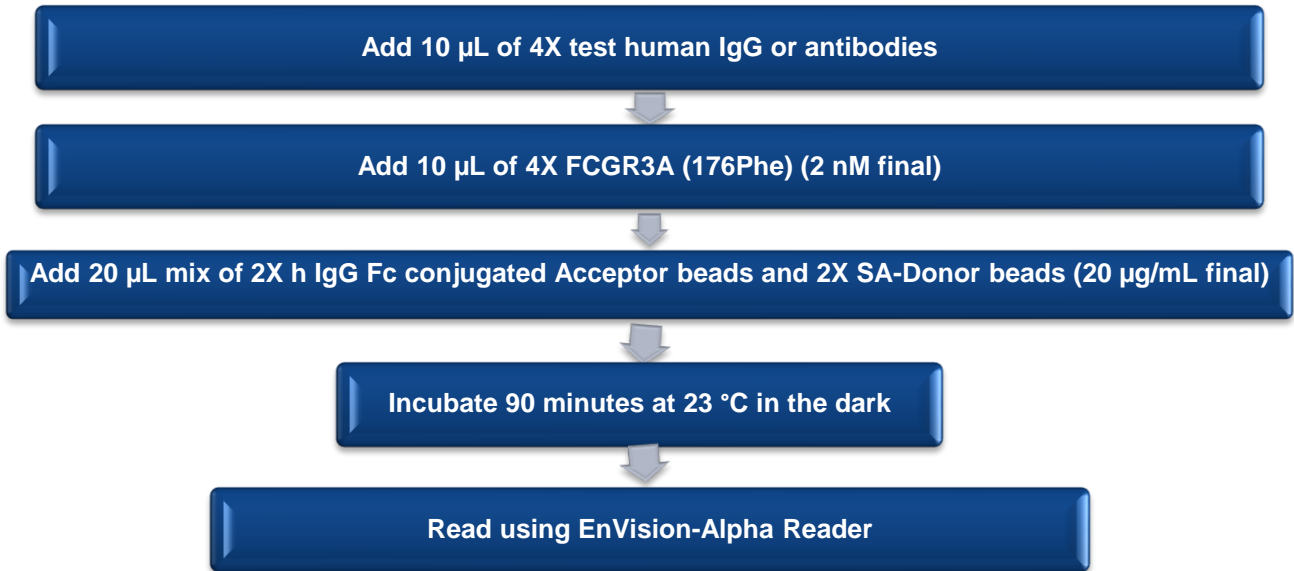 Add 10 µL of 4X test human IgG or antibodies
Add 10 µL of 4X FCGR3A (176Phe) (2 nM final)
Add 20 µL mix of 2X h IgG Fc conjugated Acceptor beads and 2X SA-Donor beads (20 µg/mL final)
Incubate 90 minutes at 23 °C in the dark
Read using EnVision-Alpha Reader